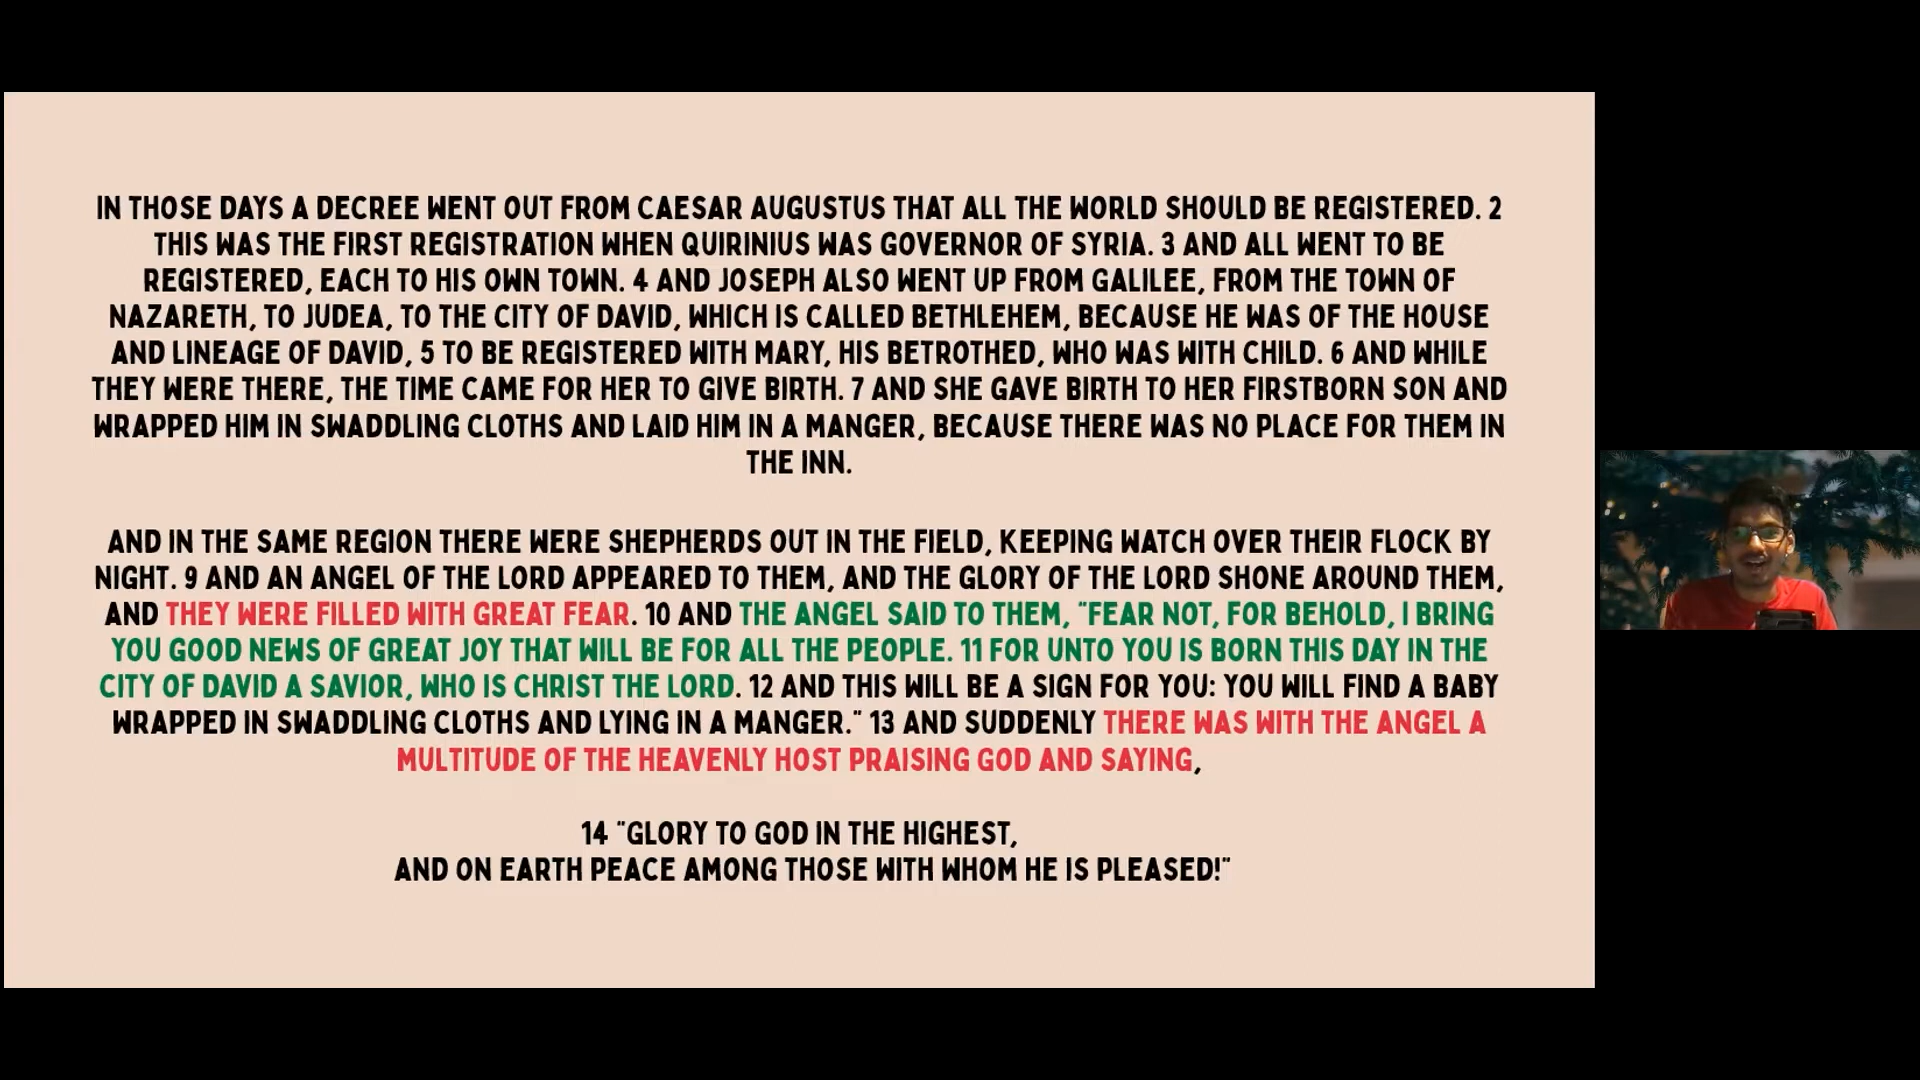 IN THOSE DAYS A DECREE WENT OUT FROM CAESAR AUGUSTUS THAT ALL THE WORLD SHOULD BE REGISTERED. 2
THIS WAS THE FIRST REGISTRATION WHEN QUIRINIUS WAS GOVERNOR OF SYRIA. 3 AND ALL WENT TO BE
REGISTERED, EACH TO HIS OWN TOWN. 4 AND JOSEPH ALSO WENT UP FROM GALILEE, FROM THE TOWN OF
NAZARETH, TO JUDEA, TO THE CITY OF DAVID, WHICH IS CALLED BETHLEHEM, BECAUSE HE WAS OF THE HOUSE
AND LINEAGE OF DAVID, 5 TO BE REGISTERED WITH MARY, HIS BETROTHED, WHO WAS WITH CHILD. 6 AND WHILE
THEY WERE THERE, THE TIME CAME FOR HER TO GIVE BIRTH. 7 AND SHE GAVE BIRTH TO HER FIRSTBORN SON AND
WRAPPED HIM IN SWADDLING CLOTHS AND LAID HIM IN A MANGER, BECAUSE THERE WAS NO PLACE FOR THEM IN
THE INN.
AND IN THE SAME REGION THERE WERE SHEPHERDS OUT IN THE FIELD, KEEPING WATCH OVER THEIR FLOCK BY
NIGHT. 9 AND AN ANGEL OF THE LORD APPEARED TO THEM, AND THE GLORY OF THE LORD SHONE AROUND THEM,
AND THEY WERE FILLED WITH GREAT FEAR. 10 AND THE ANGEL SAID TO THEM, "FEAR NOT, FOR BEHOLD, I BRING
YOU GOOD NEWS OF GREAT JOY THAT WILL BE FOR ALL THE PEOPLE. 11 FOR UNTO YOU IS BORN THIS DAY IN THE
CITY OF DAVID A SAVIOR, WHO IS CHRIST THE LORD. 12 AND THIS WILL BE A SIGN FOR YOU: YOU WILL FIND A BABY
WRAPPED IN SWADDLING CLOTHS AND LYING IN A MANGER." 13 AND SUDDENLY THERE WAS WITH THE ANGEL A
MULTITUDE OF THE HEAVENLY HOST PRAISING GOD AND SAYING,
14 "GLORY TO GOD IN THE HIGHEST,
AND ON EARTH PEACE AMONG THOSE WITH WHOM HE IS PLEASED!"